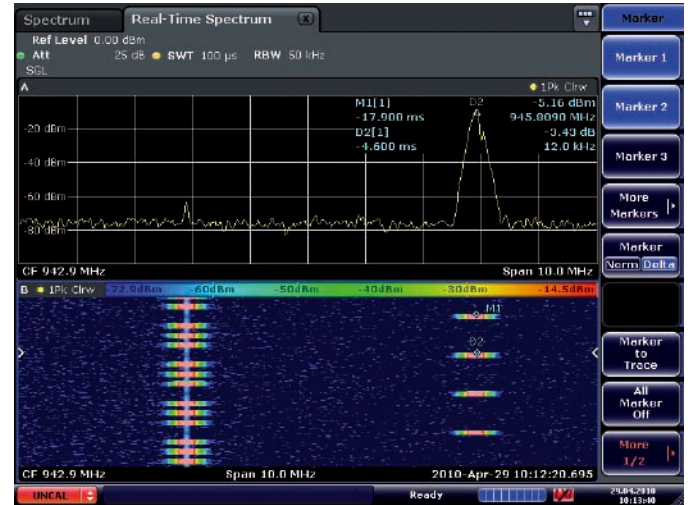 Spectrum
Real-Time Spectrum
Ref Level 0.00 dBm
Att 25 dB SWT 100 µs RBW 50 kHz
SGL
A
1Pk Clrw
M1[1] -5.16 dBm
-17.900 ms 945.8090 MHz
D2[1] -3.43 dB
-4.600 ms 12.0 kHz
D2
-20 dBm
-40 dBm
-60 dBm
-80 dBm
CF 942.9 MHz Span 10.0 MHz
B 1Pk Clrw -72.9dBm -60dBm -50dBm -40dBm -30dBm -14.5dBm
M1
D2
CF 942.9 MHz Span 10.0 MHz 2010-Apr-29 10:12:20.695
UNCAL
Ready
29.04.2010
10:13:40
Marker
Marker 1
Marker 2
Marker 3
More
Markers
Marker
Norm Delta
Marker
to
Trace
All
Marker
Off
More
1/2